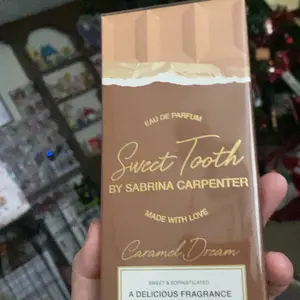 EAU DE PARFUM
Sweet Tooth
BY SABRINA CARPENTER
MADE WITH LOVE
Caramel Dream
SWEET & SOPHISTICATED
A DELICIOUS FRAGRANCE